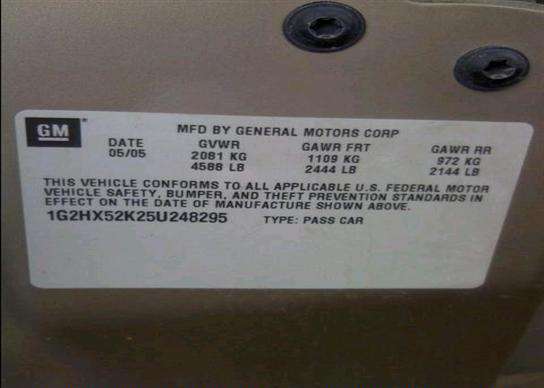 GM
MFD BY GENERAL MOTORS CORP
DATE GVWR GAWR FRT GAWR RR
05/05 2081 KG 1109 KG 972 KG
4588 LB 2444 LB 2144 LB
THIS VEHICLE CONFORMS TO ALL APPLICABLE U.S. FEDERAL MOTOR
VEHICLE SAFETY, BUMPER, AND THEFT PREVENTION STANDARDS IN
EFFECT ON THE DATE OF MANUFACTURE SHOWN ABOVE.
1G2HX52K25U248295 TYPE: PASS CAR